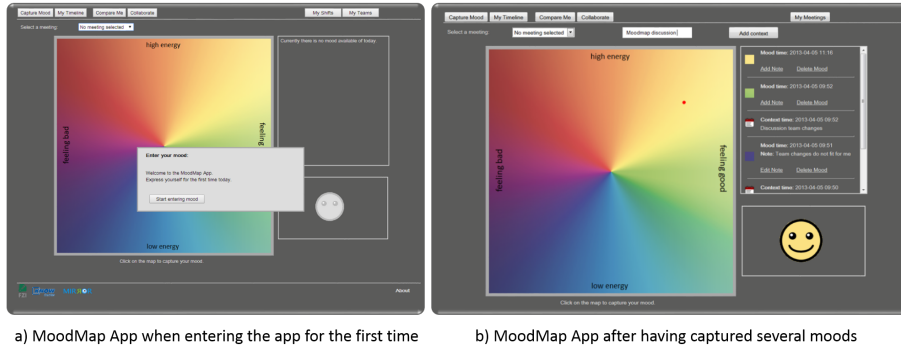 Capture Mood My Timeline Compare Me Collaborate My Shifts My Teams
Select a meeting: No meeting selected
high energy
feeling bad
feeling
low energy
Enter your mood:
Welcome to the MoodMap App.
Express yourself for the first time today.
Start entering mood
Currently there is no mood available of today
Click on the map to capture your mood.
FZI
About
a) MoodMap App when entering the app for the first time
Capture Mood My Timeline Compare Me Collaborate My Meetings
Select a meeting: No meeting selected Moodmap discussion Add context
high energy
feeling bad
feeling good
low energy
Mood time: 2013-04-05 11:16
Add Note Delete Mood
Mood time: 2013-04-05 09:52
Add Note Delete Mood
Context time: 2013-04-05 09:52
Discussion team changes
Mood time: 2013-04-05 09:51
Note: Team changes do not fit for me
Edit Note Delete Mood
Context time: 2013-04-05 09:50
Click on the map to capture your mood.
b) MoodMap App after having captured several moods